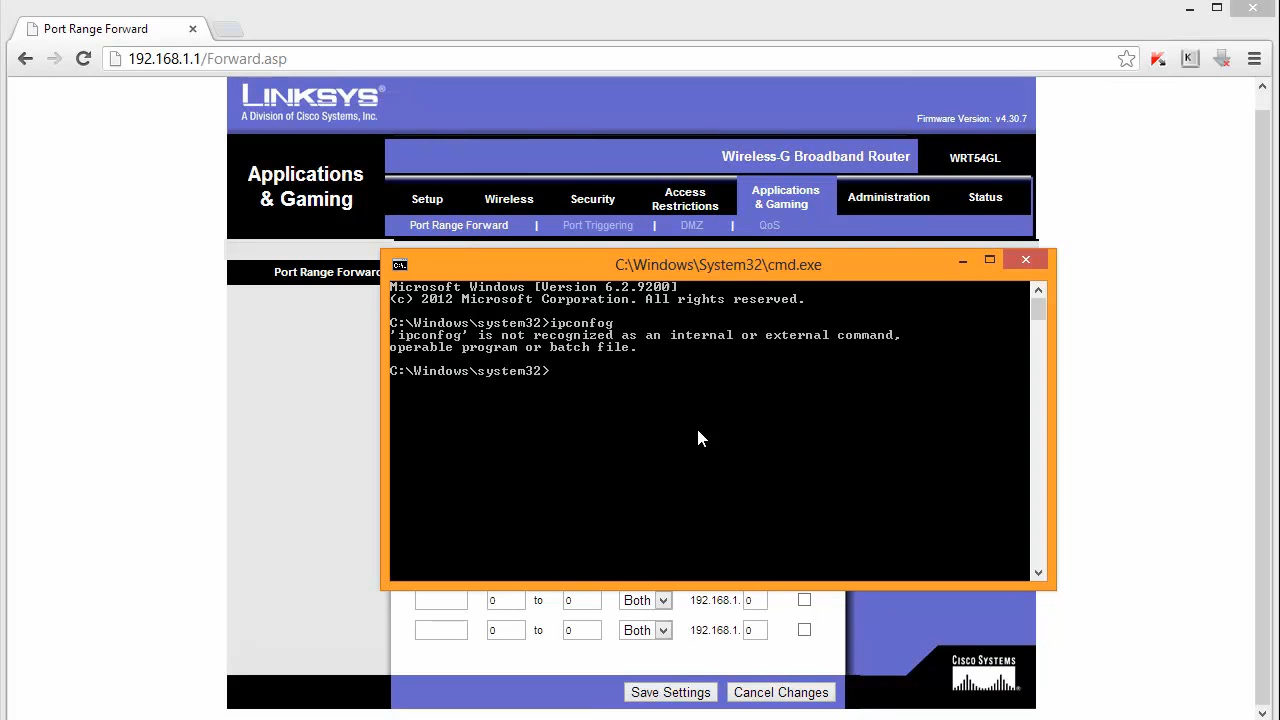 Port Range Forward
192.168.1.1/Forward.asp
K
LINKSYS®
A Division of Cisco Systems, Inc.
Firmware Version: v4.30.7
Applications
& Gaming
Wireless-G Broadband Router
WRT54GL
Setup
Wireless
Security
Access
Restrictions
Applications
& Gaming
Administration
Status
Port Range Forward | Port Triggering | DMZ | QoS
Port Range Forward
C:\Windows\System32\cmd.exe
Microsoft Windows [Version 6.2.9200]
(c) 2012 Microsoft Corporation. All rights reserved.
C:\Windows\system32>ipconfog
'ipconfog' is not recognized as an internal or external command,
operable program or batch file.
C:\Windows\system32>
0 to 0 Both 192.168.1. 0
0 to 0 Both 192.168.1. 0
CISCO SYSTEMS
Save Settings Cancel Changes